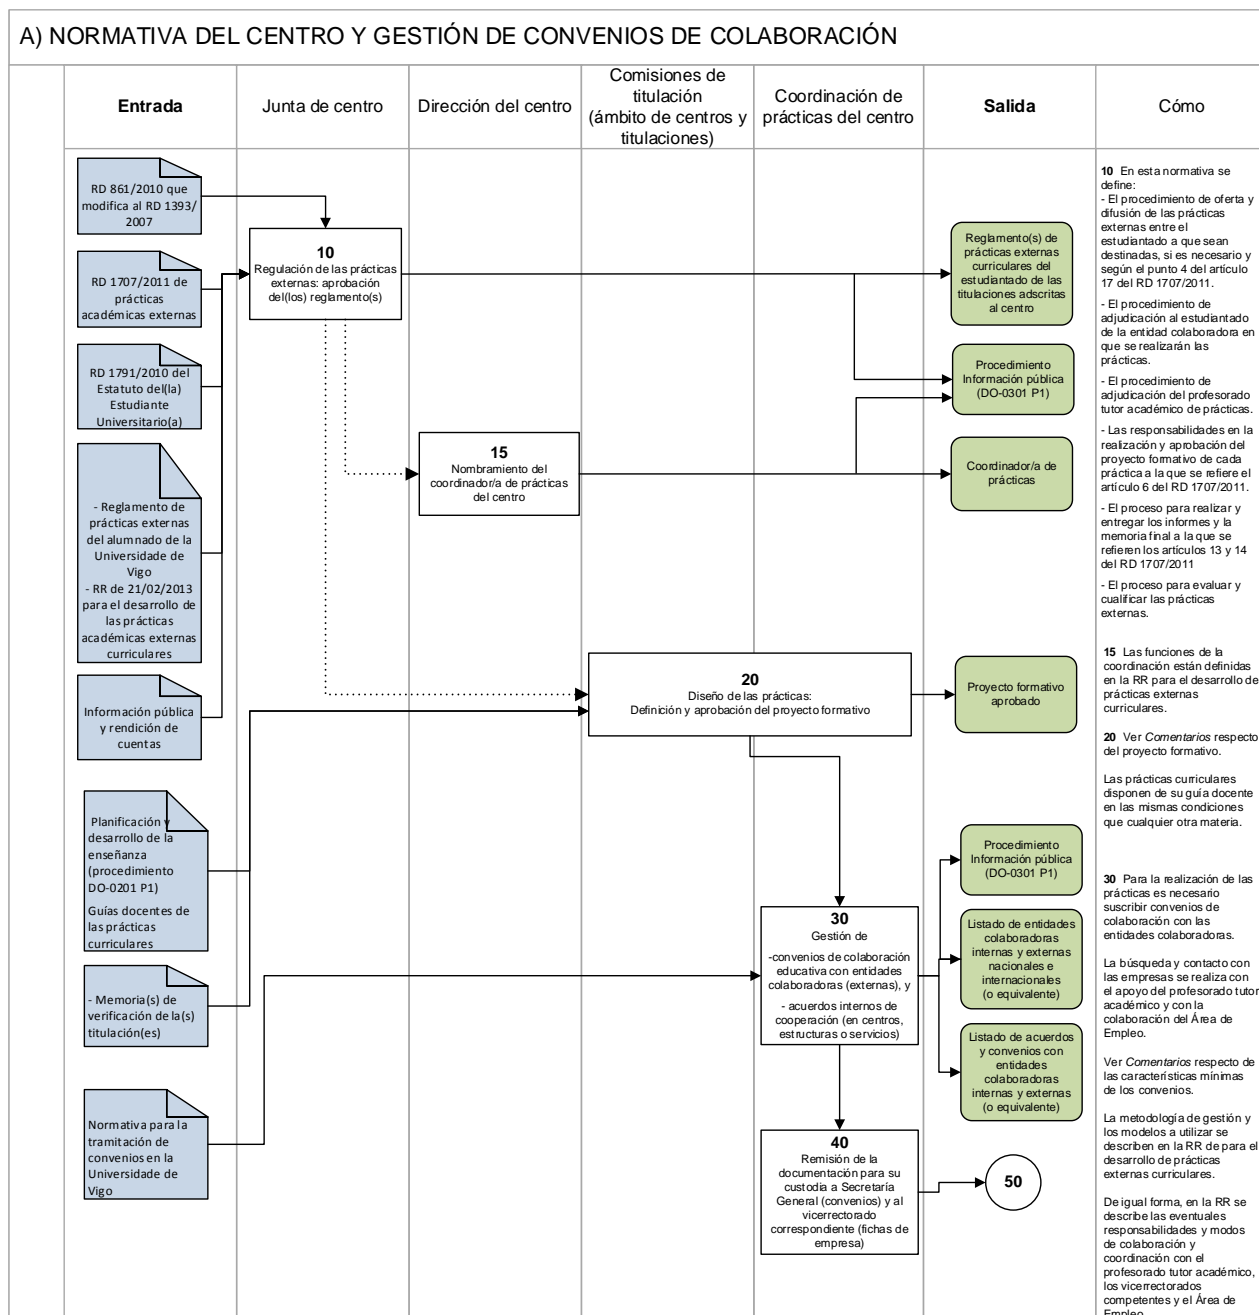 A) NORMATIVA DEL CENTRO Y GESTIÓN DE CONVENIOS DE COLABORACIÓN
Entrada
Junta de centro
Dirección del centro
Comisiones de
titulación
(ámbito de centros y
titulaciones)
Coordinación de
prácticas del centro
Salida
Cómo
RD 861/2010 que
modifica al RD 1393/
2007
RD 1707/2011 de
prácticas
académicas externas
RD 1791/2010 del
Estatuto del(la)
Estudiante
Universitario(a)
- Reglamento de
prácticas externas
del alumnado de la
Universidade de
Vigo
- RR de 21/02/2013
para el desarrollo de
las prácticas
académicas externas
curriculares
Información pública
y rendición de
cuentas
Planificación y
desarrollo de la
enseñanza
(procedimiento
DO-0201 P1)
Guías docentes de
las prácticas
curriculares
- Memoria(s) de
verificación de la(s)
titulación(es)
Normativa para la
tramitación de
convenios en la
Universidade de
Vigo
10
Regulación de las prácticas
externas: aprobación
del(los) reglamento(s)
15
Nombramiento del
coordinador/a de prácticas
del centro
20
Diseño de las prácticas:
Definición y aprobación del proyecto formativo
30
Gestión de
-convenios de colaboración
educativa con entidades
colaboradoras (externas), y
- acuerdos internos de
cooperación (en centros,
estructuras o servicios)
40
Remisión de la
documentación para su
custodia a Secretaría
General (convenios) y al
vicerrectorado
correspondiente (fichas de
empresa)
Reglamento(s) de
prácticas externas
curriculares del
estudiantado de las
titulaciones adscritas
al centro
Procedimiento
Información pública
(DO-0301 P1)
Coordinador/a de
prácticas
Proyecto formativo
aprobado
Procedimiento
Información pública
(DO-0301 P1)
Listado de entidades
colaboradoras
internas y externas
nacionales e
internacionales
(o equivalente)
Listado de acuerdos
y convenios con
entidades
colaboradoras
internas y externas
(o equivalente)
50
10 En esta normativa se
define:
- El procedimiento de oferta y
difusión de las prácticas
externas entre el
estudiantado a que sean
destinadas, si es necesario y
según el punto 4 del artículo
17 del RD 1707/2011.
- El procedimiento de
adjudicación al estudiantado
de la entidad colaboradora en
que se realizarán las
prácticas.
- El procedimiento de
adjudicación del profesorado
tutor académico de prácticas.
- Las responsabilidades en la
realización y aprobación del
proyecto formativo de cada
práctica a la que se refiere el
artículo 6 del RD 1707/2011.
- El proceso para realizar y
entregar los informes y la
memoria final a la que se
refieren los artículos 13 y 14
del RD 1707/2011
- El proceso para evaluar y
cualificar las prácticas
externas.
15 Las funciones de la
coordinación están definidas
en la RR para el desarrollo de
prácticas externas
curriculares.
20 Ver Comentarios respecto
del proyecto formativo.
Las prácticas curriculares
disponen de su guía docente
en las mismas condiciones
que cualquier otra materia.
30 Para la realización de las
prácticas es necesario
suscribir convenios de
colaboración con las
entidades colaboradoras.
La búsqueda y contacto con
las empresas se realiza con
el apoyo del profesorado tutor
académico y con la
colaboración del Área de
Empleo.
Ver Comentarios respecto de
las características mínimas
de los convenios.
La metodología de gestión y
los modelos a utilizar se
describen en la RR de para el
desarrollo de prácticas
externas curriculares.
De igual forma, en la RR se
describe las eventuales
responsabilidades y modos
de colaboración y
coordinación con el
profesorado tutor académico,
los vicerrectorados
competentes y el Área de
Empleo